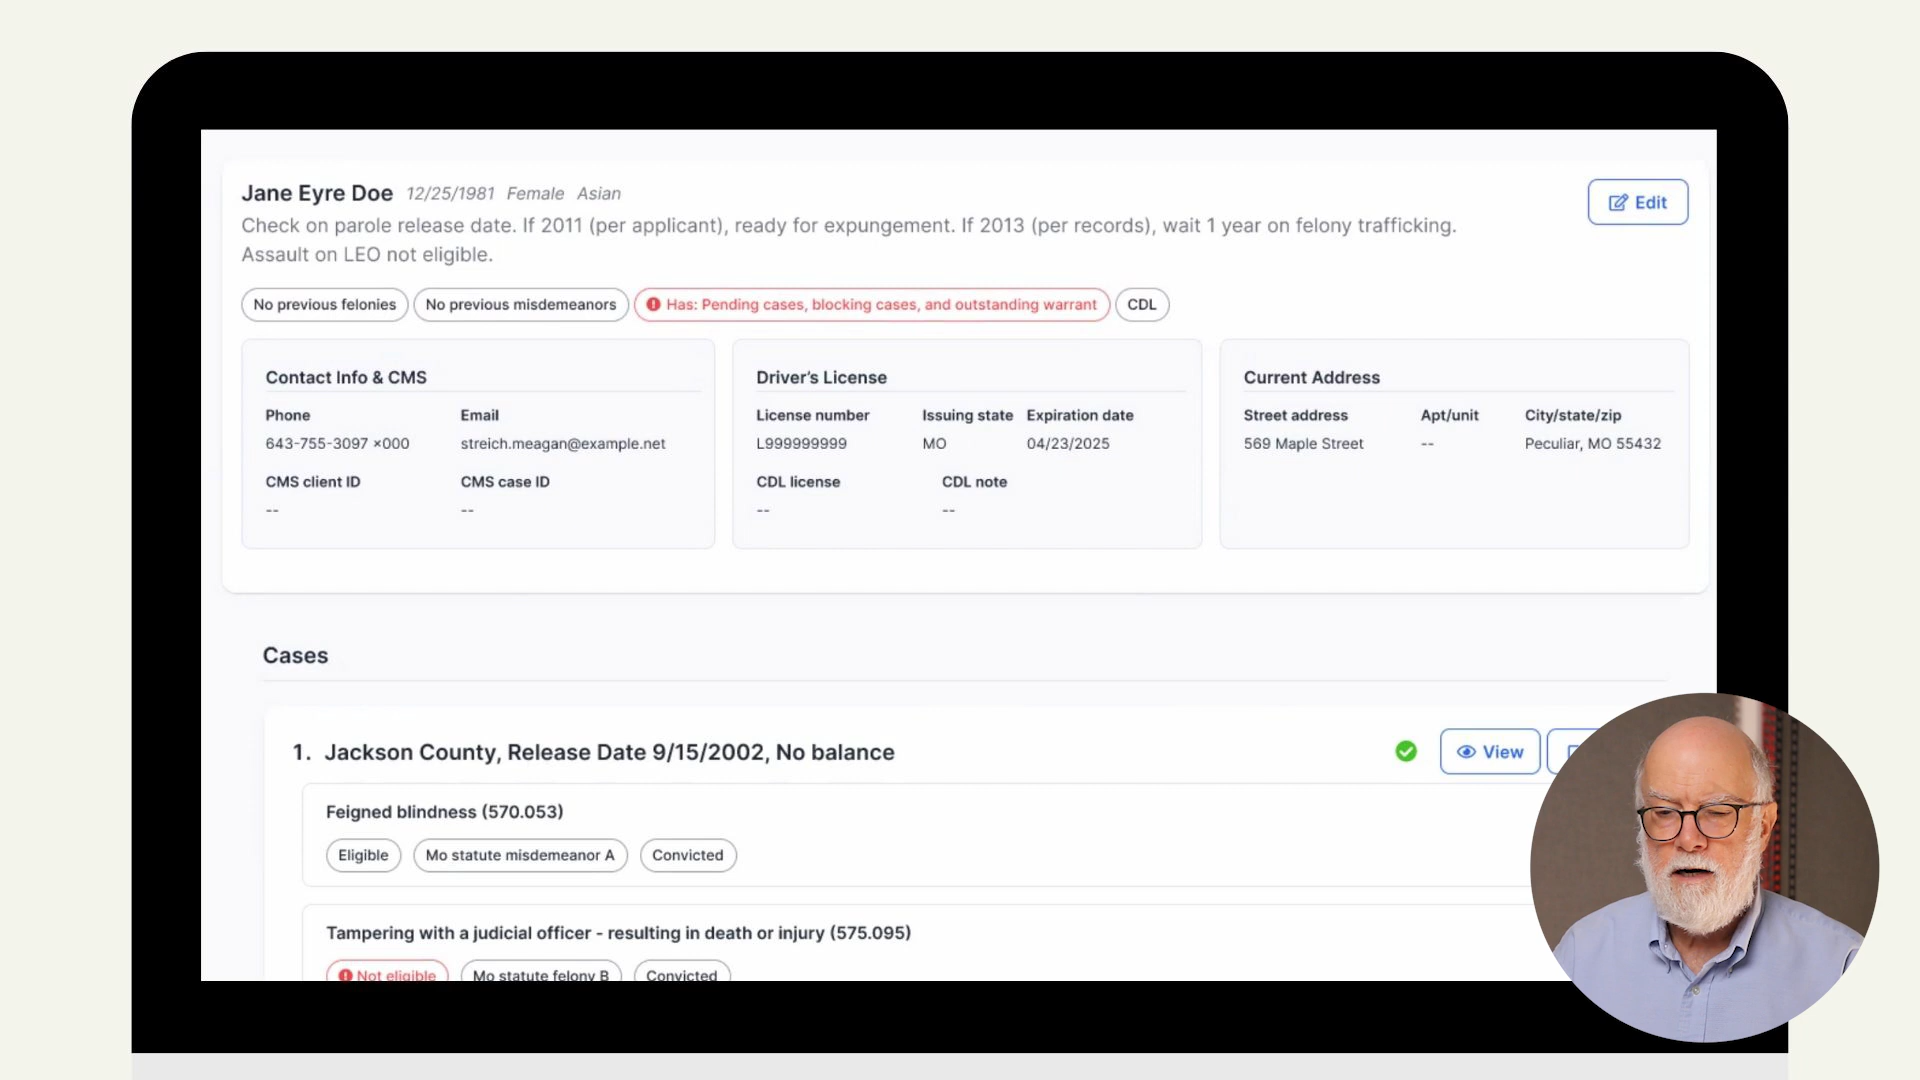 Jane Eyre Doe 12/25/1981 Female Asian
Edit
Check on parole release date. If 2011 (per applicant), ready for expungement. If 2013 (per records), wait 1 year on felony trafficking.
Assault on LEO not eligible.
No previous felonies No previous misdemeanors Has: Pending cases, blocking cases, and outstanding warrant CDL
Contact Info & CMS
Phone Email
643-755-3097 ×000 streich.meagan@example.net
CMS client ID CMS case ID
-- --
Driver’s License
License number Issuing state Expiration date
L999999999 MO 04/23/2025
CDL license CDL note
-- --
Current Address
Street address Apt/unit City/state/zip
569 Maple Street -- Peculiar, MO 55432
Cases
1. Jackson County, Release Date 9/15/2002, No balance
View
Feigned blindness (570.053)
Eligible Mo statute misdemeanor A Convicted
Tampering with a judicial officer - resulting in death or injury (575.095)
Not eligible Mo statute felony B Convicted